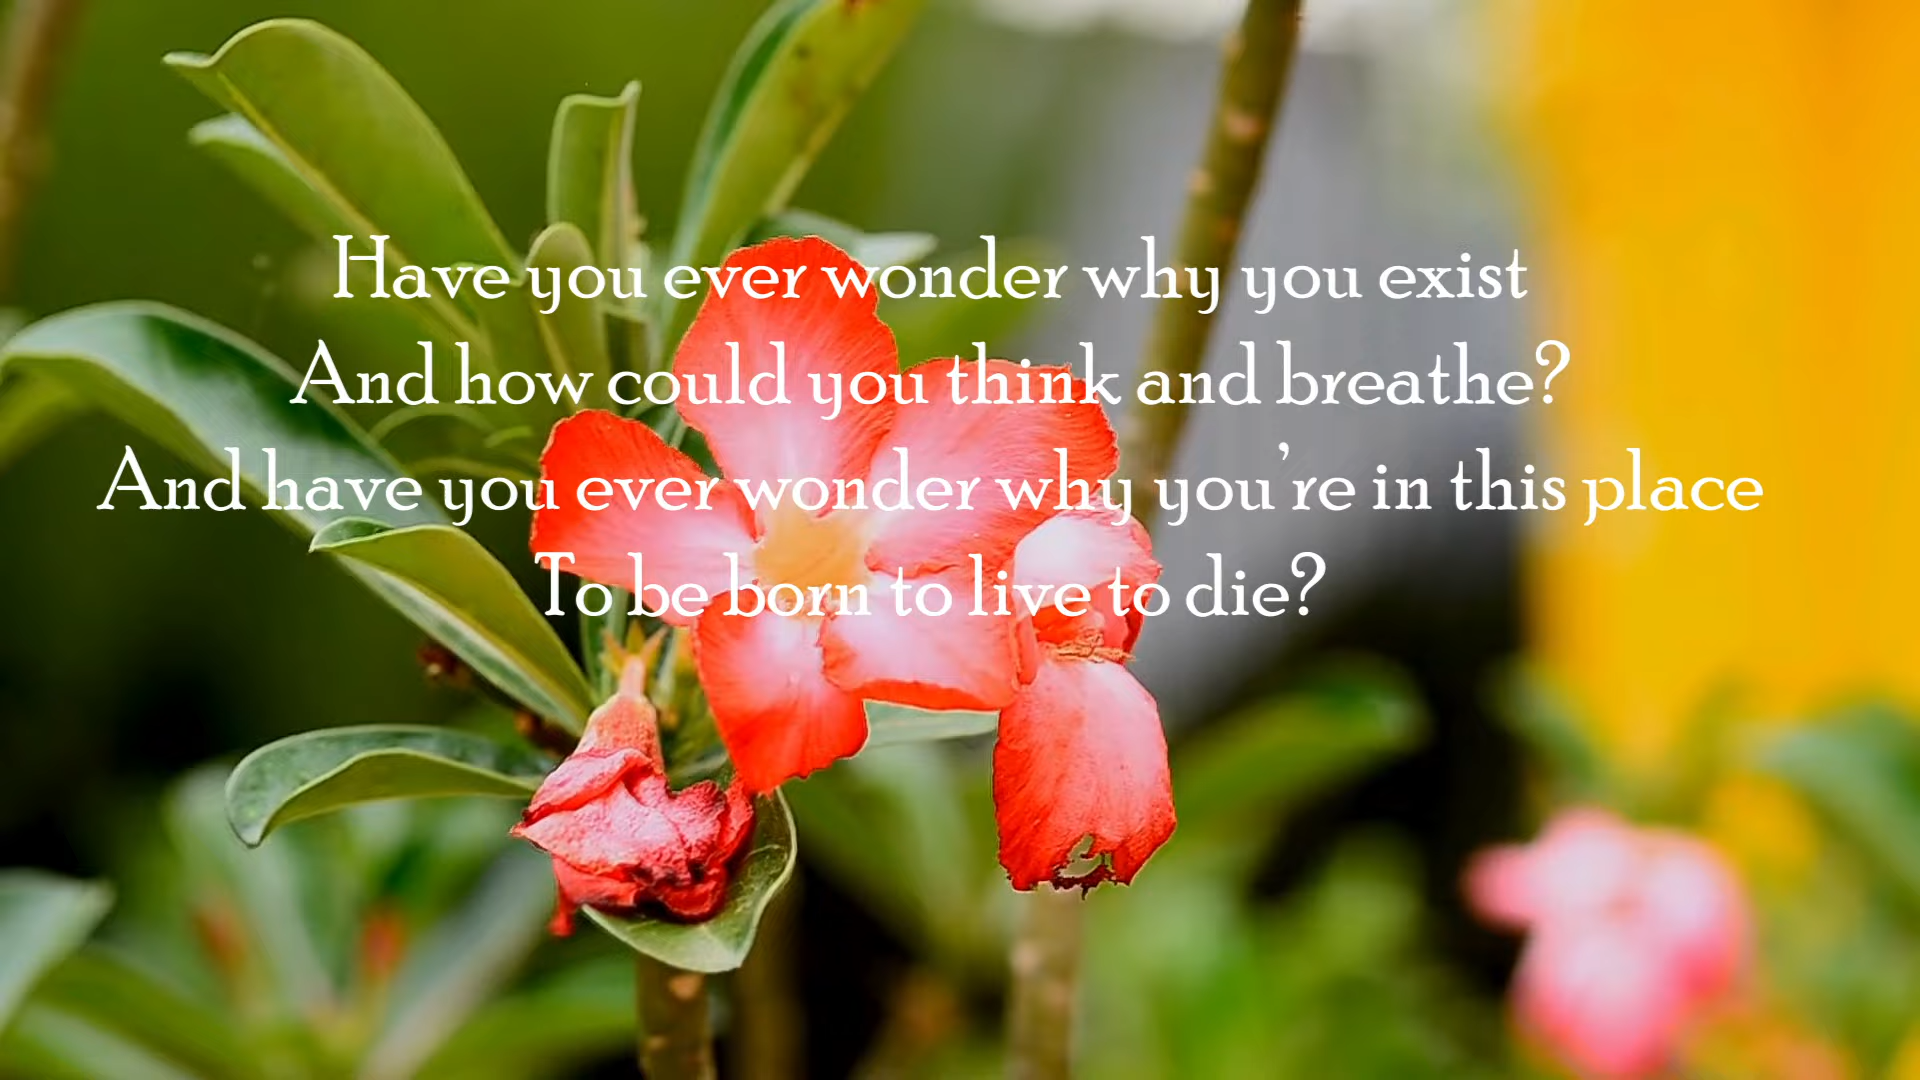 Have you ever wonder why you exist
And how could you think and breathe?
And have you ever wonder why you’re in this place
To be born to live to die?